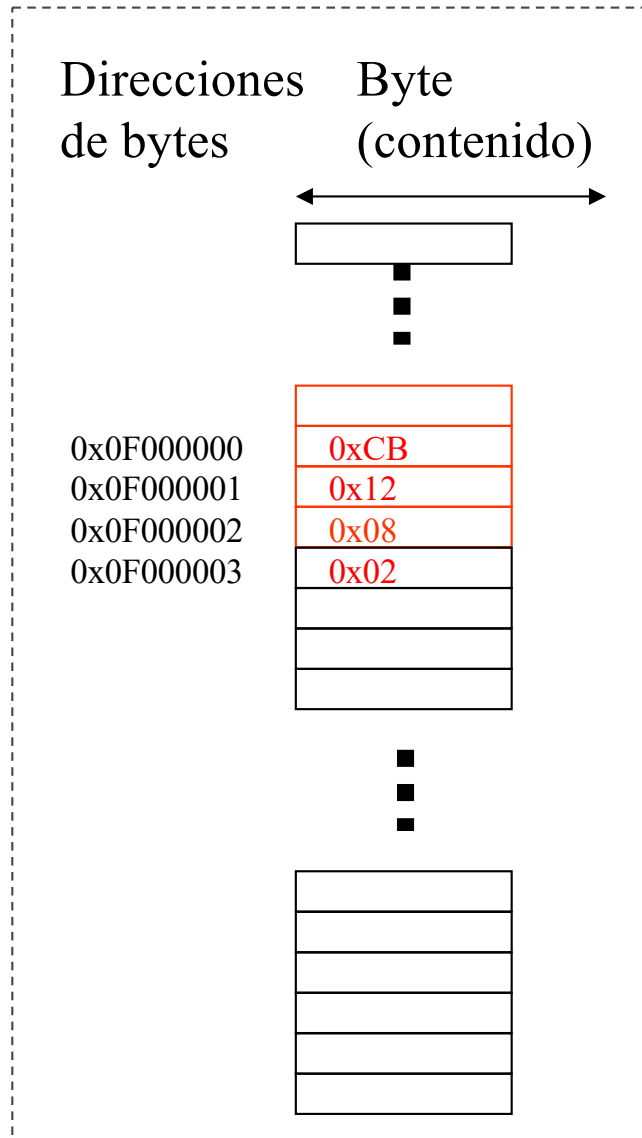 Direcciones Byte
de bytes (contenido)
0x0F000000 0xCB
0x0F000001 0x12
0x0F000002 0x08
0x0F000003 0x02